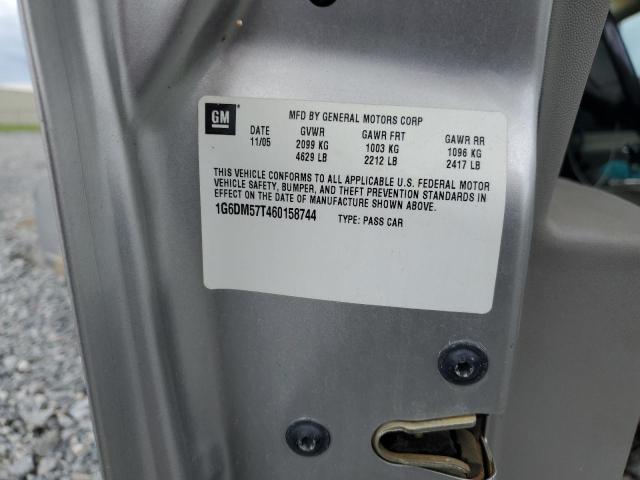 GM
MFD BY GENERAL MOTORS CORP
DATE GVWR GAWR FRT GAWR RR
11/05 2099 KG 1003 KG 1096 KG
4629 LB 2212 LB 2417 LB
THIS VEHICLE CONFORMS TO ALL APPLICABLE U.S. FEDERAL MOTOR
VEHICLE SAFETY, BUMPER, AND THEFT PREVENTION STANDARDS IN
EFFECT ON THE DATE OF MANUFACTURE SHOWN ABOVE.
1G6DM57T460158744 TYPE: PASS CAR